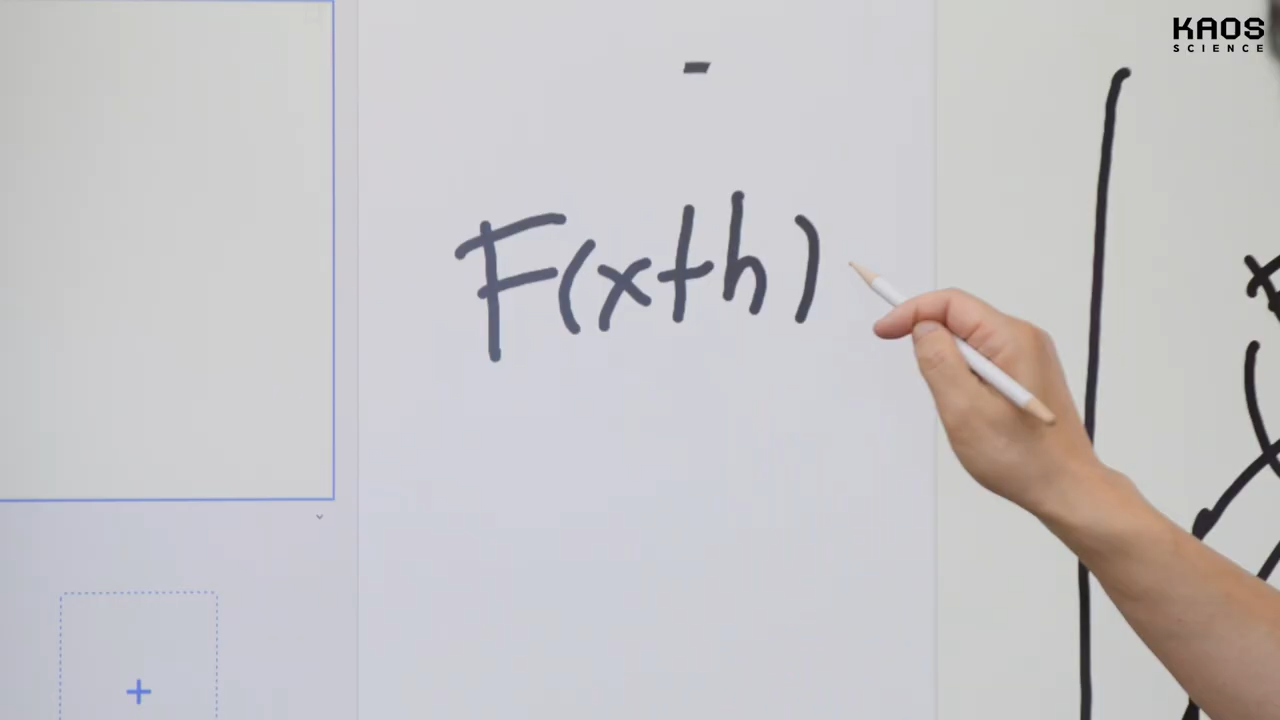 KAOS
SCIENCE
-
F(x+h)
+